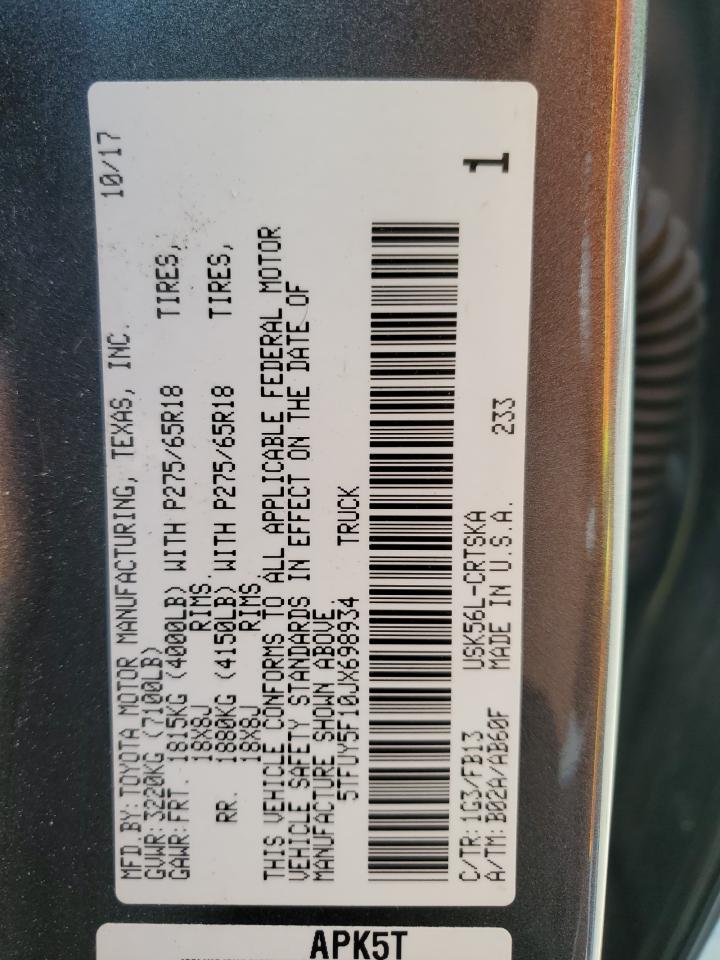 MFD BY: TOYOTA MOTOR MANUFACTURING, TEXAS, INC. 10/17
GVWR: 3220KG (7100LB)
GAWR: FRT. 1815KG (4000LB) WITH P275/65R18 TIRES,
18X8J RIMS.
RR. 1880KG (4150LB) WITH P275/65R18 TIRES,
18X8J RIMS
THIS VEHICLE CONFORMS TO ALL APPLICABLE FEDERAL MOTOR
VEHICLE SAFETY STANDARDS IN EFFECT ON THE DATE OF
MANUFACTURE SHOWN ABOVE.
5TFUY5F10JX698934 TRUCK
C/TR: 1G3/FB13 USK56L-CRTSKA 1
A/TM: B02A/AB60F MADE IN U.S.A. 233
APK5T